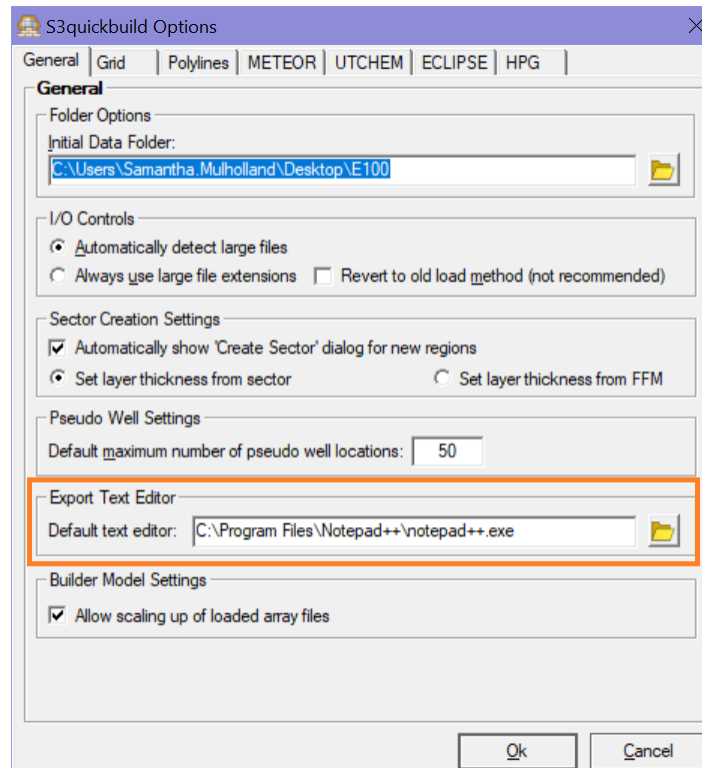 S3quickbuild Options
General Grid Polylines METEOR UTCHEM ECLIPSE HPG
General
Folder Options
Initial Data Folder:
C:\Users\Samantha.Mulholland\Desktop\E100
I/O Controls
Automatically detect large files
Always use large file extensions Revert to old load method (not recommended)
Sector Creation Settings
Automatically show 'Create Sector' dialog for new regions
Set layer thickness from sector Set layer thickness from FFM
Pseudo Well Settings
Default maximum number of pseudo well locations: 50
Export Text Editor
Default text editor: C:\Program Files\Notepad++\notepad++.exe
Builder Model Settings
Allow scaling up of loaded array files
Ok Cancel